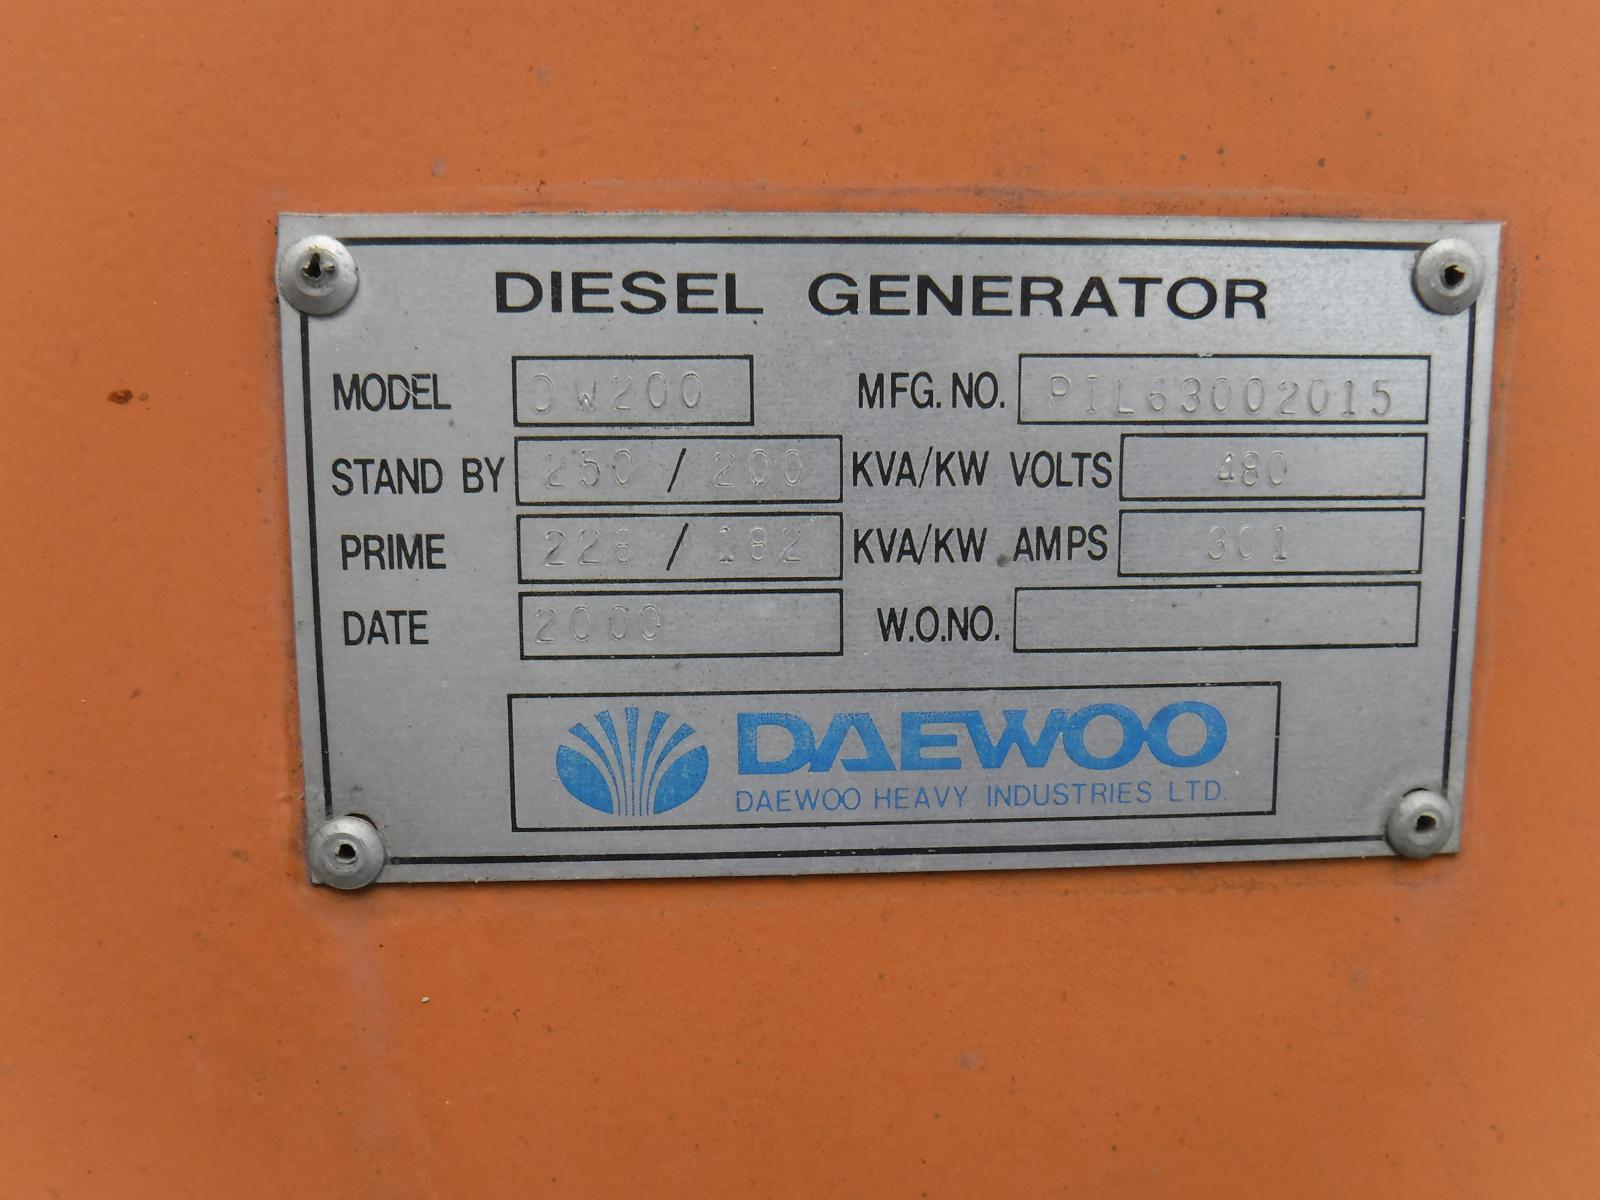 DIESEL GENERATOR
MODEL DW200 MFG. NO. PIL63002015
STAND BY 250 / 200 KVA/KW VOLTS 480
PRIME 228 / 182 KVA/KW AMPS 301
DATE 2000 W.O.NO.
DAEWOO
DAEWOO HEAVY INDUSTRIES LTD.